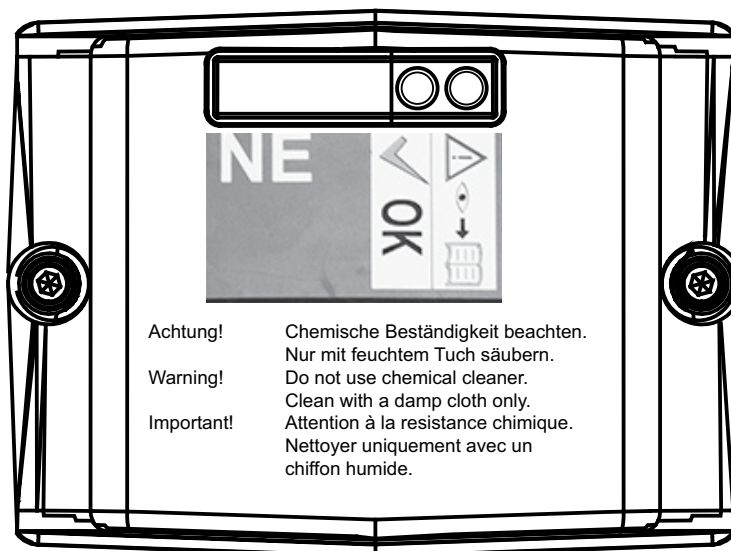 NE
OK
Achtung! Chemische Beständigkeit beachten.
Nur mit feuchtem Tuch säubern.
Warning! Do not use chemical cleaner.
Clean with a damp cloth only.
Important! Attention à la resistance chimique.
Nettoyer uniquement avec un
chiffon humide.